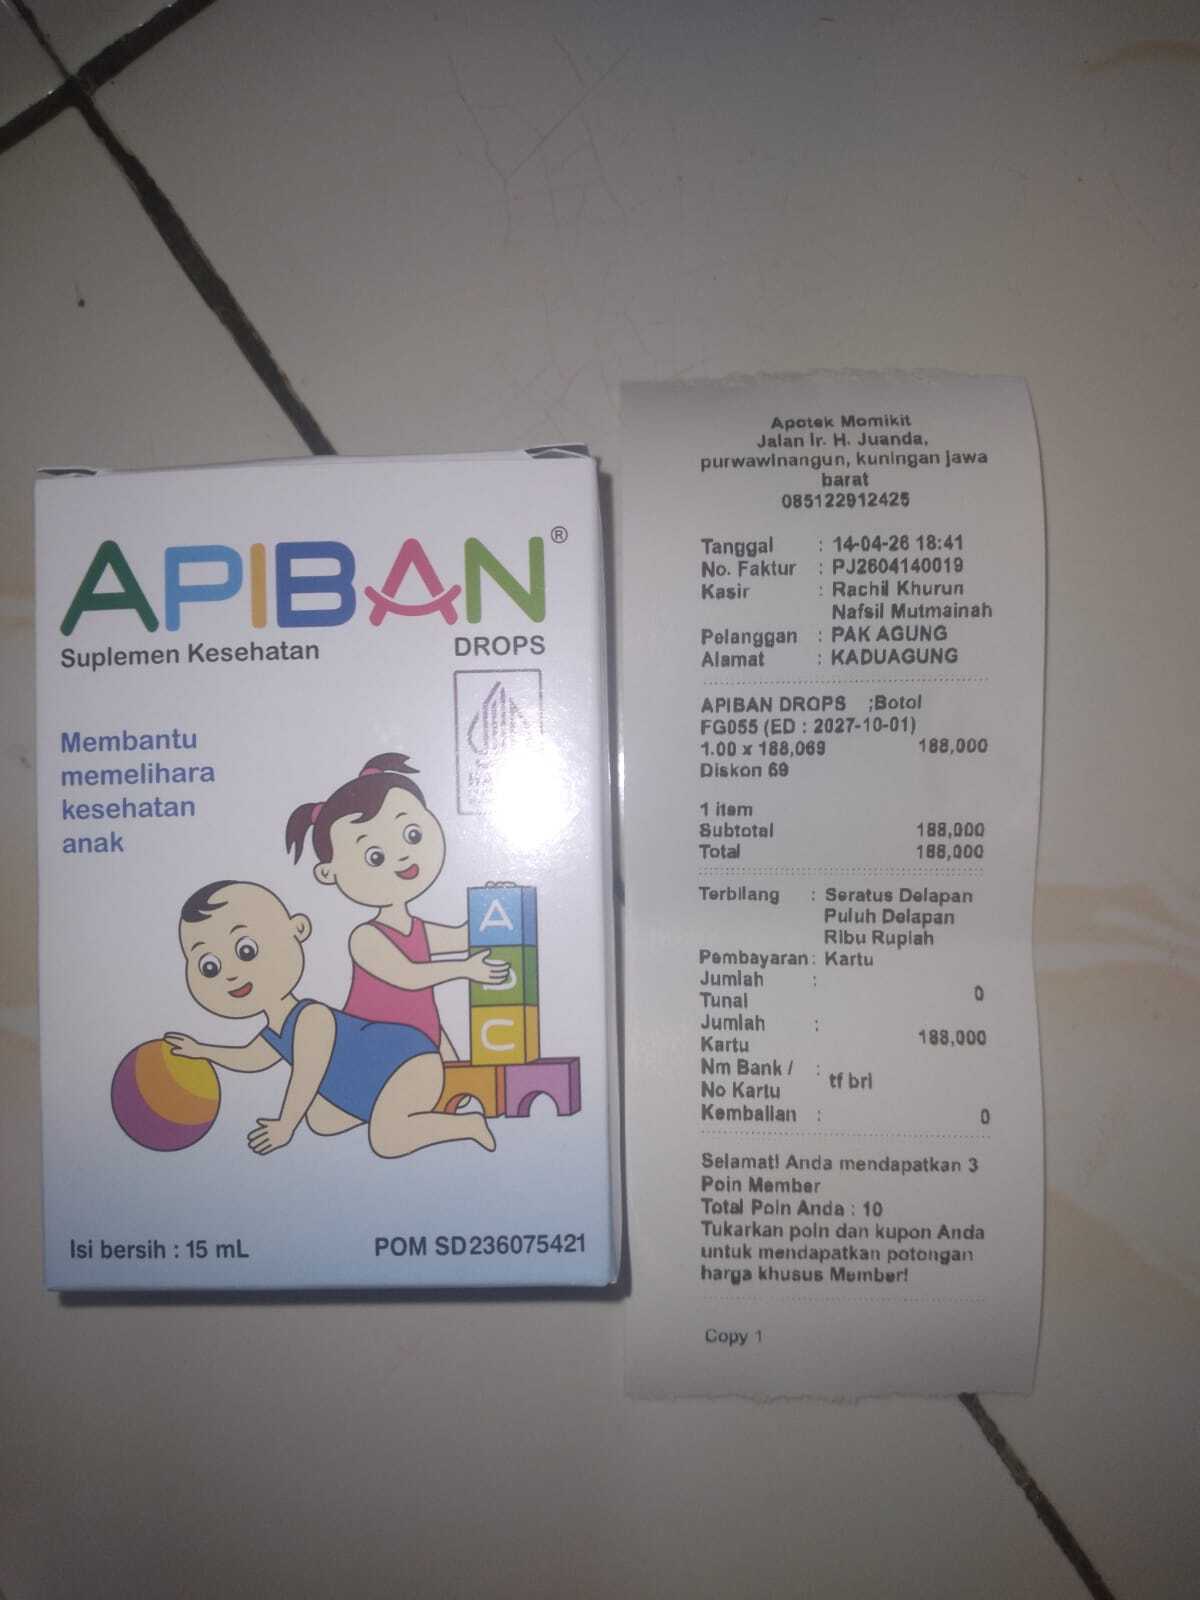 APIBAN®
Suplemen Kesehatan DROPS
Membantu
memelihara
kesehatan
anak
A
C
Isi bersih : 15 mL POM SD236075421
Apotek Momikit
Jalan Ir. H. Juanda,
purwawinangun, kuningan jawa
barat
085122912425
Tanggal : 14-04-26 18:41
No. Faktur : PJ2604140019
Kasir : Rachil Khurun
Nafsil Mutmainah
Pelanggan : PAK AGUNG
Alamat : KADUAGUNG
APIBAN DROPS ;Botol
FG055 (ED : 2027-10-01)
1.00 x 188,069 188,000
Diskon 69
1 item
Subtotal 188,000
Total 188,000
Terbilang : Seratus Delapan
Puluh Delapan
Ribu Rupiah
Pembayaran : Kartu
Jumlah :
Tunai 0
Jumlah :
Kartu 188,000
Nm Bank / :
No Kartu tf bri
Kembalian : 0
Selamat! Anda mendapatkan 3
Poin Member
Total Poin Anda : 10
Tukarkan poin dan kupon Anda
untuk mendapatkan potongan
harga khusus Member!
Copy 1